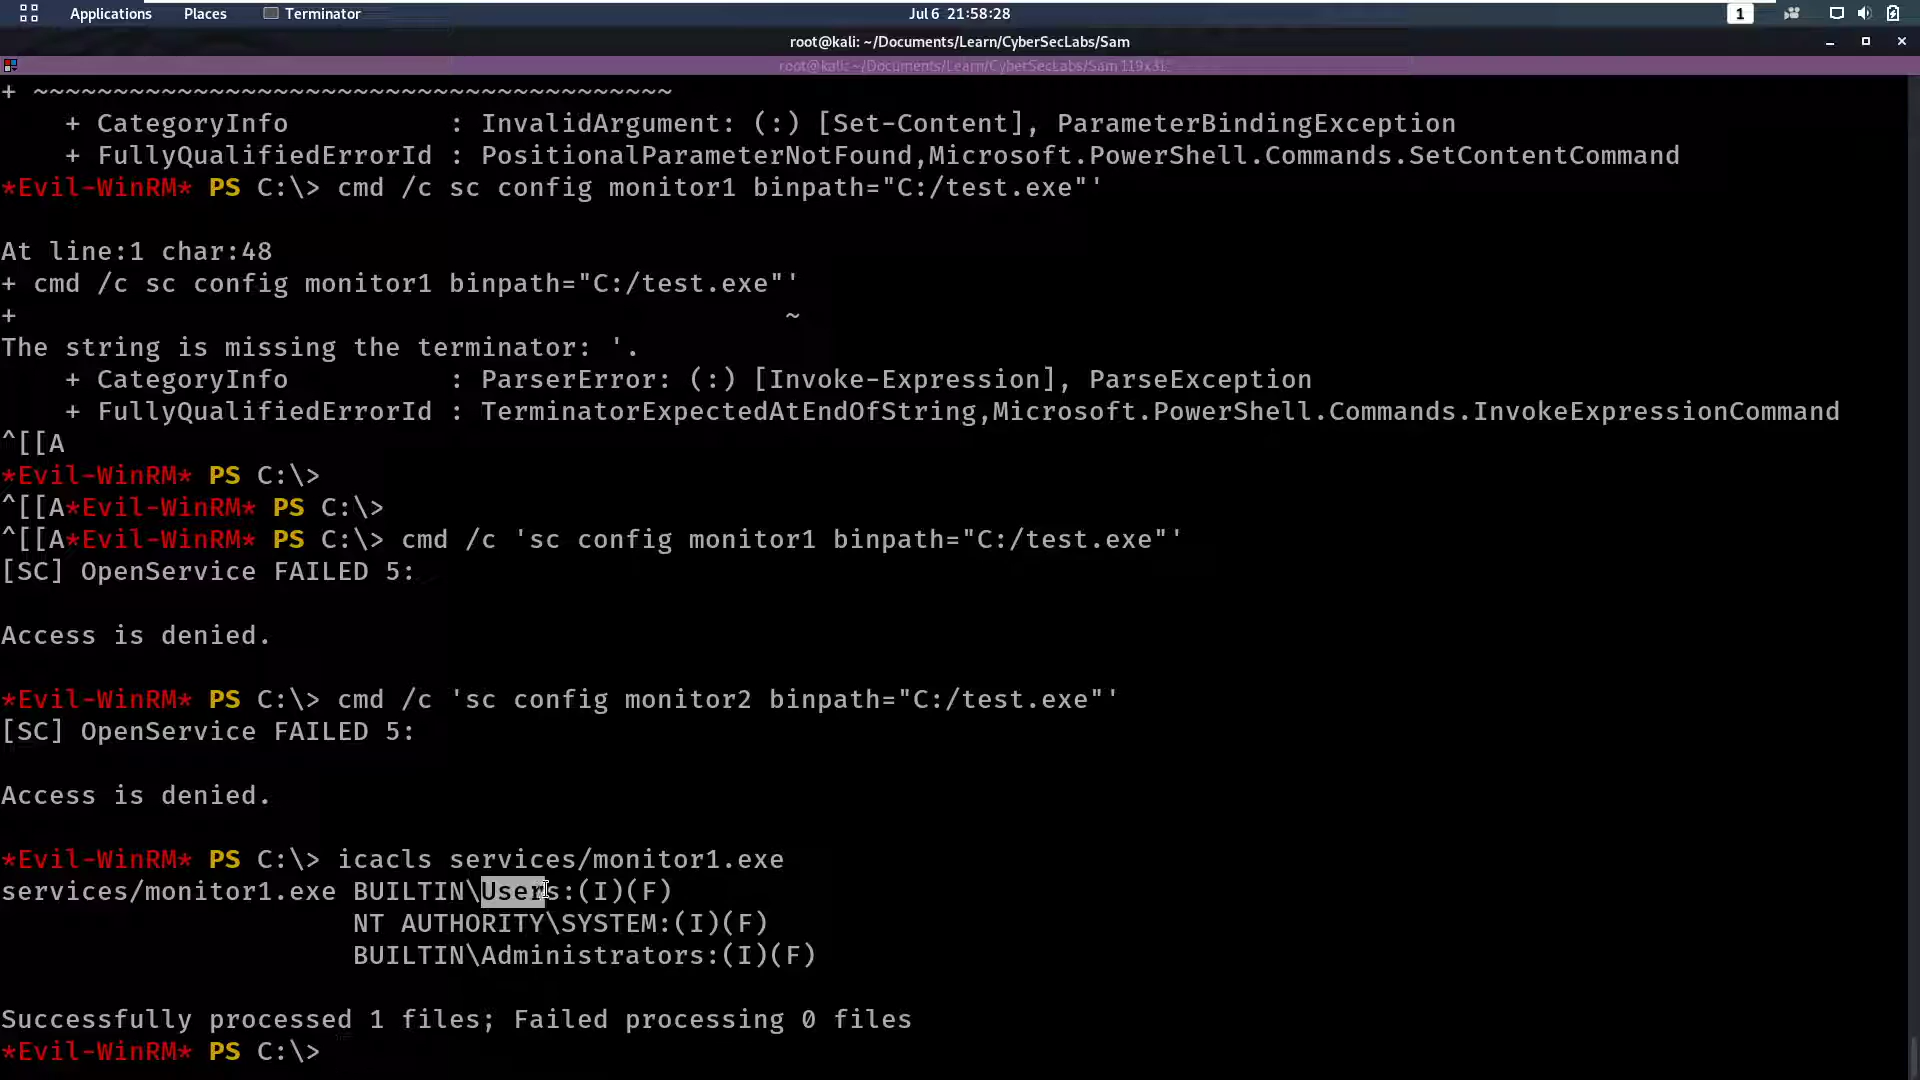 Applications Places Terminator Jul 6 21:58:28 1
root@kali: ~/Documents/Learn/CyberSecLabs/Sam
root@kali: ~/Documents/Learn/CyberSecLabs/Sam 119x31
+ ~~~~~~~~~~~~~~~~~~~~~~~~~~~~~~~~~~~~~~~~
    + CategoryInfo          : InvalidArgument: (:) [Set-Content], ParameterBindingException
    + FullyQualifiedErrorId : PositionalParameterNotFound,Microsoft.PowerShell.Commands.SetContentCommand
*Evil-WinRM* PS C:\> cmd /c sc config monitor1 binpath="C:/test.exe"'
At line:1 char:48
+ cmd /c sc config monitor1 binpath="C:/test.exe"'
+                                                ~
The string is missing the terminator: '.
    + CategoryInfo          : ParserError: (:) [Invoke-Expression], ParseException
    + FullyQualifiedErrorId : TerminatorExpectedAtEndOfString,Microsoft.PowerShell.Commands.InvokeExpressionCommand
^[[A
*Evil-WinRM* PS C:\>
^[[A*Evil-WinRM* PS C:\>
^[[A*Evil-WinRM* PS C:\> cmd /c 'sc config monitor1 binpath="C:/test.exe"'
[SC] OpenService FAILED 5:
Access is denied.
*Evil-WinRM* PS C:\> cmd /c 'sc config monitor2 binpath="C:/test.exe"'
[SC] OpenService FAILED 5:
Access is denied.
*Evil-WinRM* PS C:\> icacls services/monitor1.exe
services/monitor1.exe BUILTIN\Users:(I)(F)
                      NT AUTHORITY\SYSTEM:(I)(F)
                      BUILTIN\Administrators:(I)(F)
Successfully processed 1 files; Failed processing 0 files
*Evil-WinRM* PS C:\>